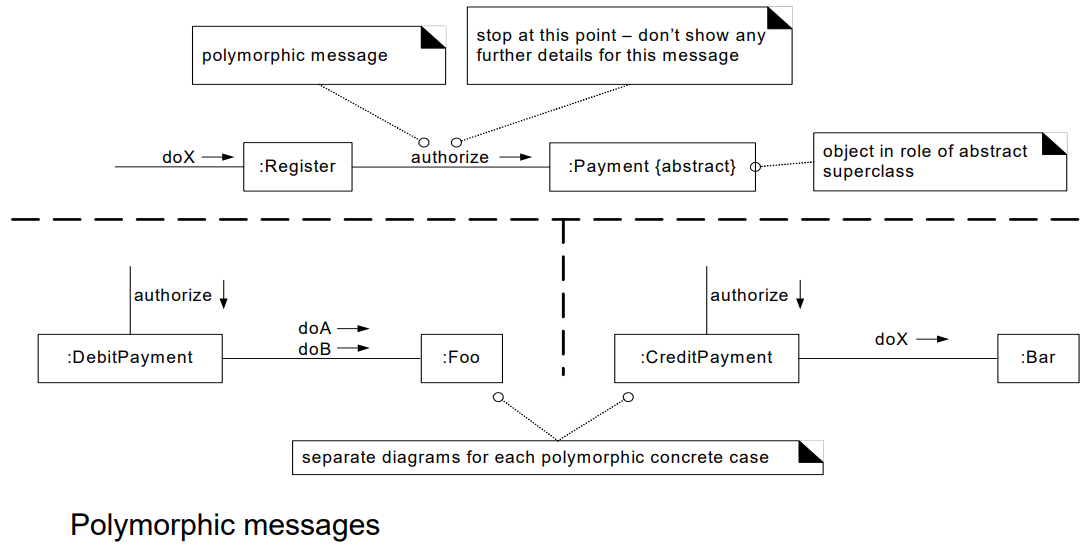 polymorphic message
stop at this point – don’t show any
further details for this message
doX
:Register
authorize
:Payment {abstract}
object in role of abstract
superclass
authorize
:DebitPayment
doA
doB
:Foo
authorize
:CreditPayment
doX
:Bar
separate diagrams for each polymorphic concrete case
Polymorphic messages